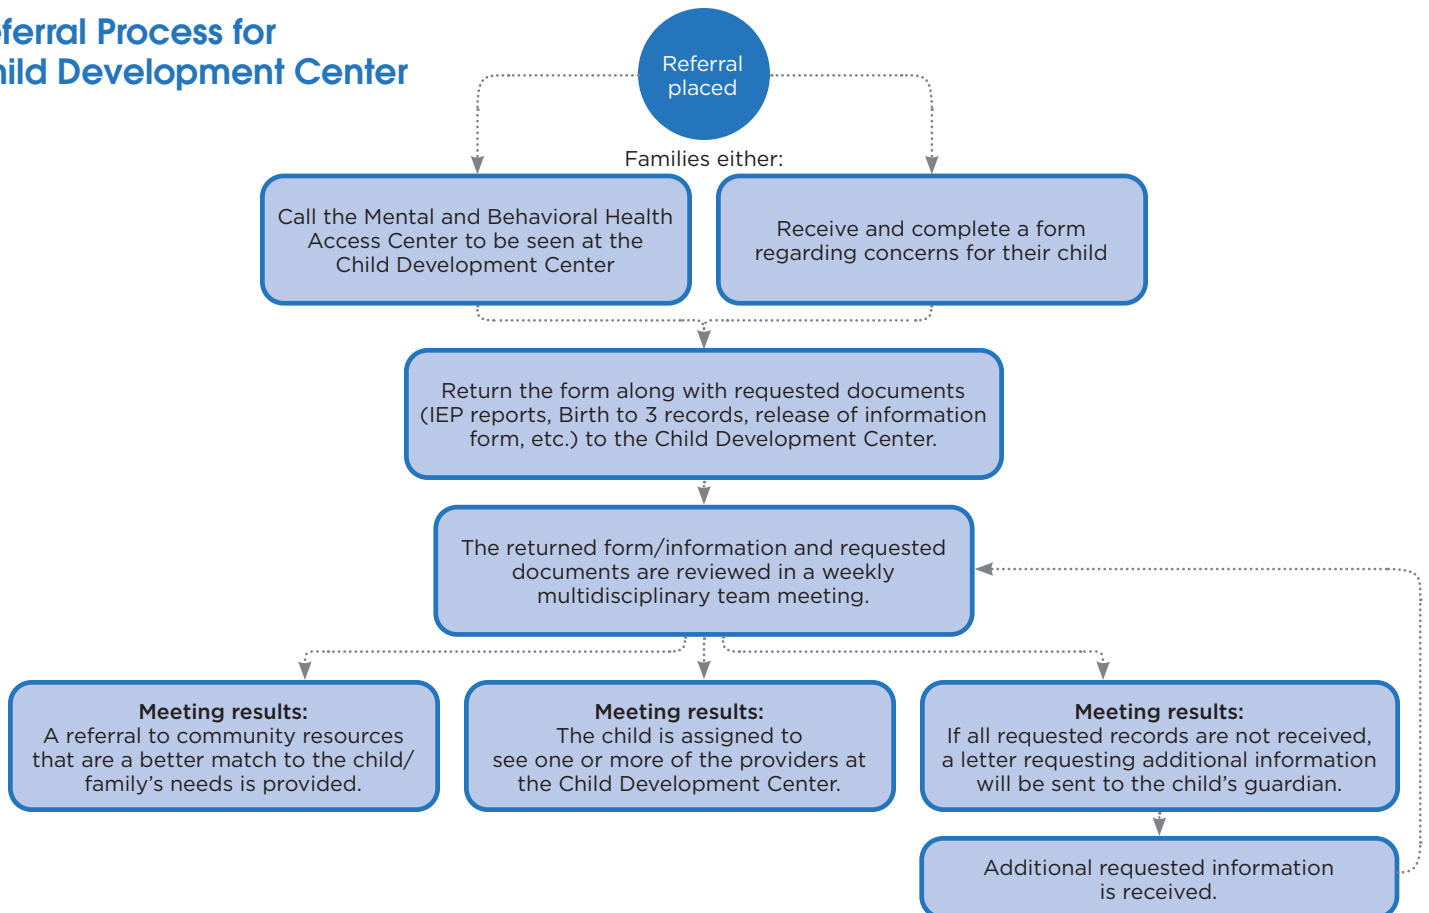 eferral Process for
hild Development Center
Referral
placed
Families either:
Call the Mental and Behavioral Health
Access Center to be seen at the
Child Development Center
Receive and complete a form
regarding concerns for their child
Return the form along with requested documents
(IEP reports, Birth to 3 records, release of information
form, etc.) to the Child Development Center.
The returned form/information and requested
documents are reviewed in a weekly
multidisciplinary team meeting.
Meeting results:
A referral to community resources
that are a better match to the child/
family's needs is provided.
Meeting results:
The child is assigned to
see one or more of the providers at
the Child Development Center.
Meeting results:
If all requested records are not received,
a letter requesting additional information
will be sent to the child's guardian.
Additional requested information
is received.